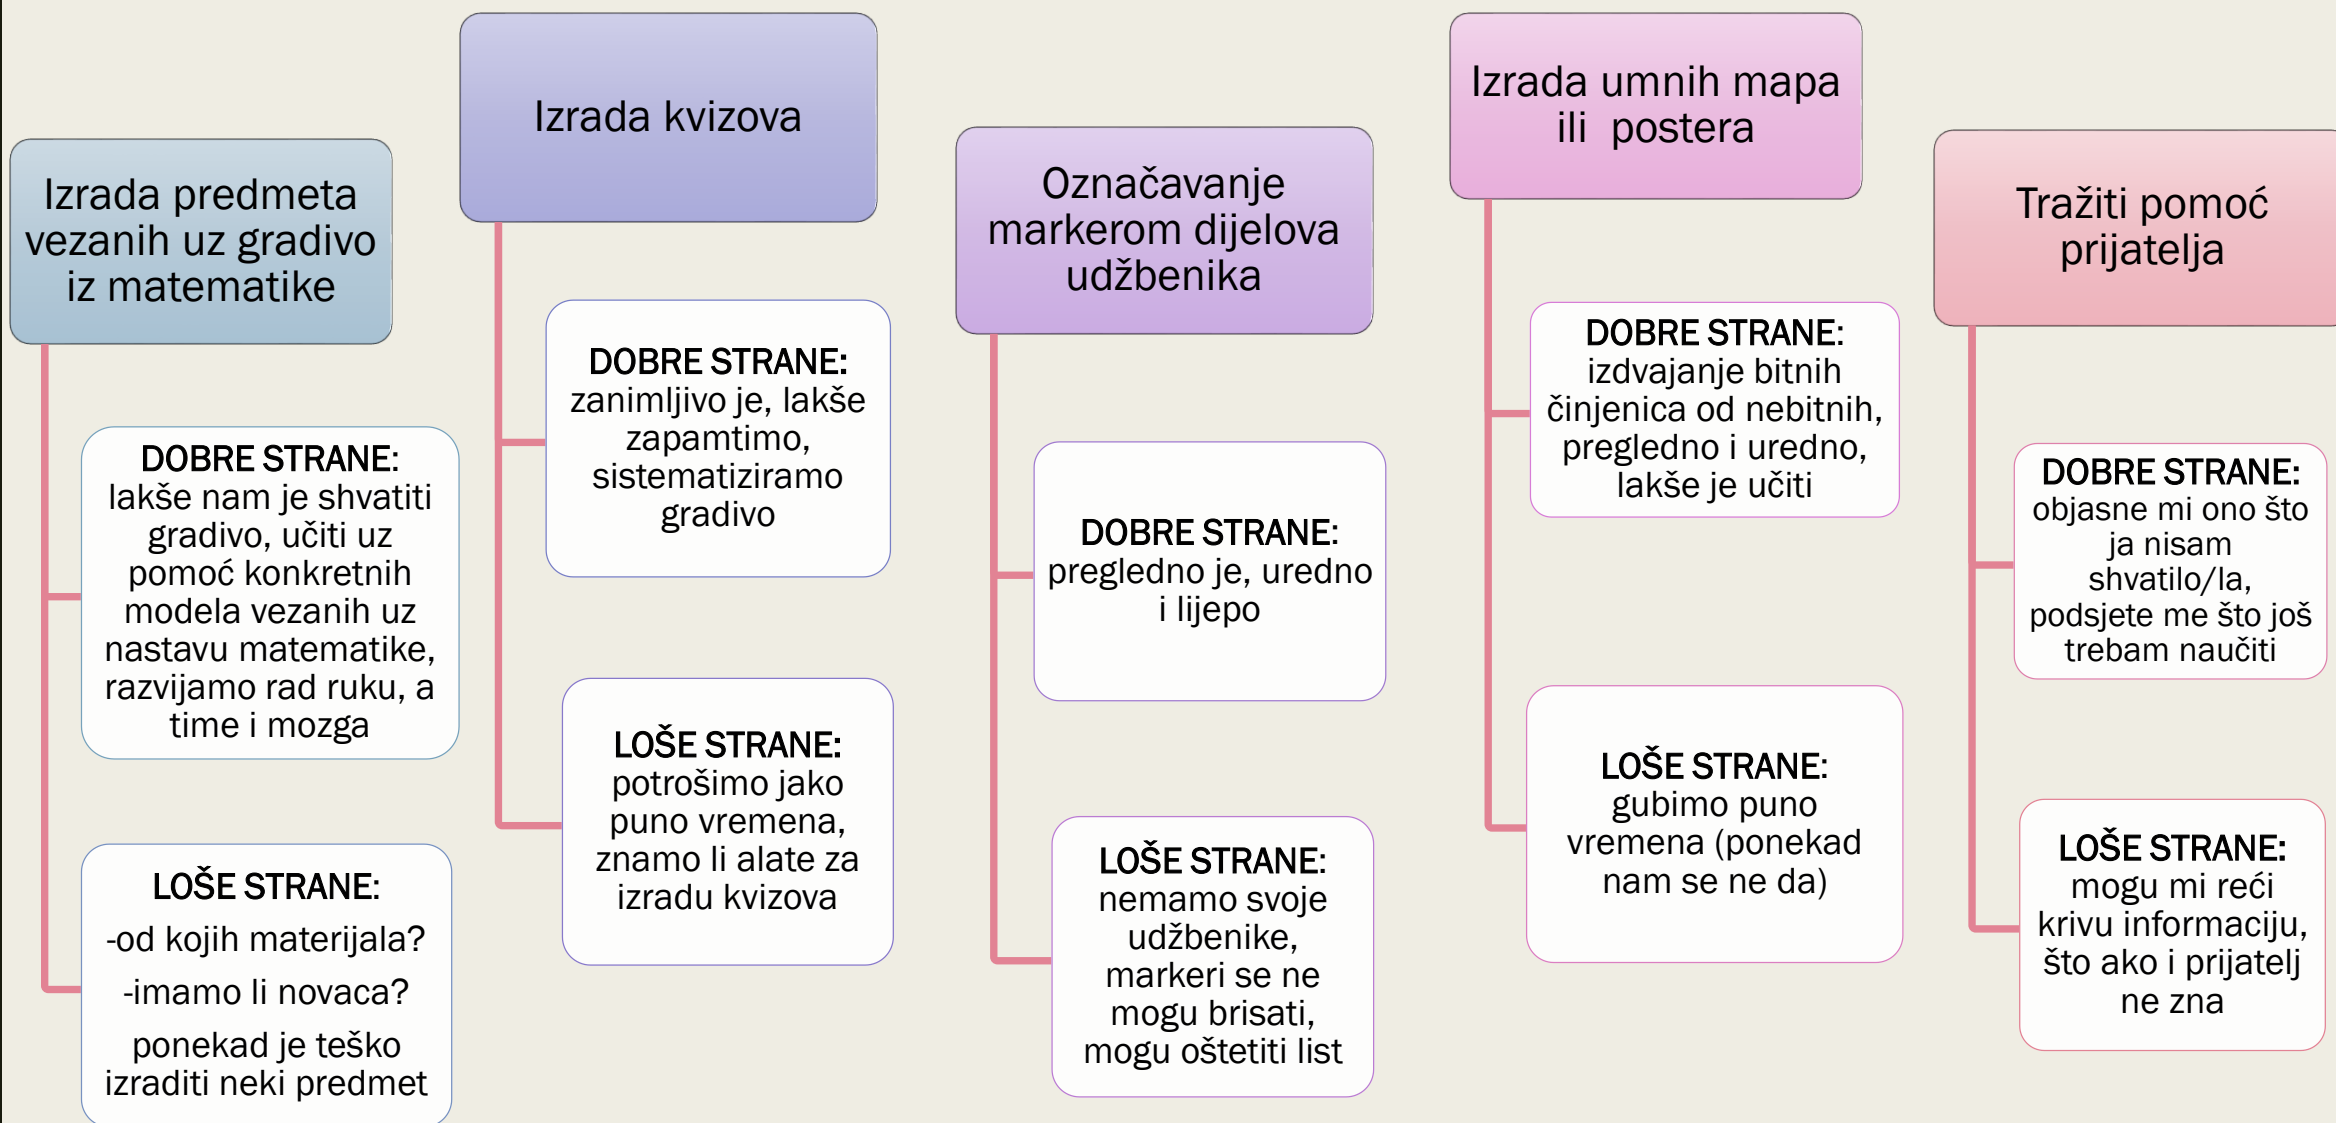 Izrada predmeta
vezanih uz gradivo
iz matematike
DOBRE STRANE:
lakše nam je shvatiti
gradivo, učiti uz
pomoć konkretnih
modela vezanih uz
nastavu matematike,
razvijamo rad ruku, a
time i mozga
LOŠE STRANE:
-od kojih materijala?
-imamo li novaca?
ponekad je teško
izraditi neki predmet
Izrada kvizova
DOBRE STRANE:
zanimljivo je, lakše
zapamtimo,
sistematiziramo
gradivo
LOŠE STRANE:
potrošimo jako
puno vremena,
znamo li alate za
izradu kvizova
Označavanje
markerom dijelova
udžbenika
DOBRE STRANE:
pregledno je, uredno
i lijepo
LOŠE STRANE:
nemamo svoje
udžbenike,
markeri se ne
mogu brisati,
mogu oštetiti list
Izrada umnih mapa
ili postera
DOBRE STRANE:
izdvajanje bitnih
činjenica od nebitnih,
pregledno i uredno,
lakše je učiti
LOŠE STRANE:
gubimo puno
vremena (ponekad
nam se ne da)
Tražiti pomoć
prijatelja
DOBRE STRANE:
objasne mi ono što
ja nisam
shvatilo/la,
podsjete me što još
trebam naučiti
LOŠE STRANE:
mogu mi reći
krivu informaciju,
što ako i prijatelj
ne zna